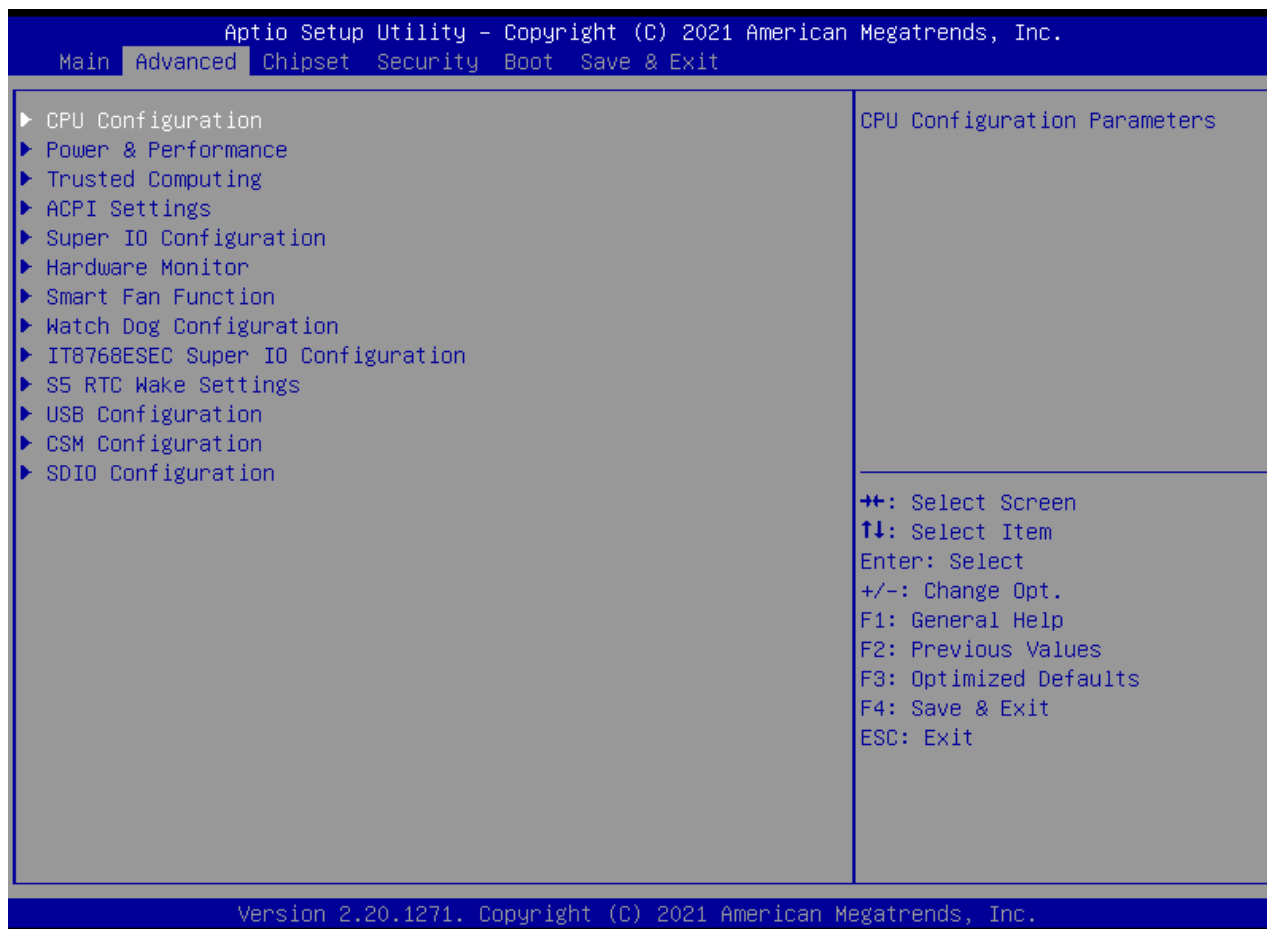 Aptio Setup Utility – Copyright (C) 2021 American Megatrends, Inc.
Main Advanced Chipset Security Boot Save & Exit
▶ CPU Configuration
▶ Power & Performance
▶ Trusted Computing
▶ ACPI Settings
▶ Super IO Configuration
▶ Hardware Monitor
▶ Smart Fan Function
▶ Watch Dog Configuration
▶ IT8768ESEC Super IO Configuration
▶ S5 RTC Wake Settings
▶ USB Configuration
▶ CSM Configuration
▶ SDIO Configuration
CPU Configuration Parameters
→←: Select Screen
↑↓: Select Item
Enter: Select
+/-: Change Opt.
F1: General Help
F2: Previous Values
F3: Optimized Defaults
F4: Save & Exit
ESC: Exit
Version 2.20.1271. Copyright (C) 2021 American Megatrends, Inc.